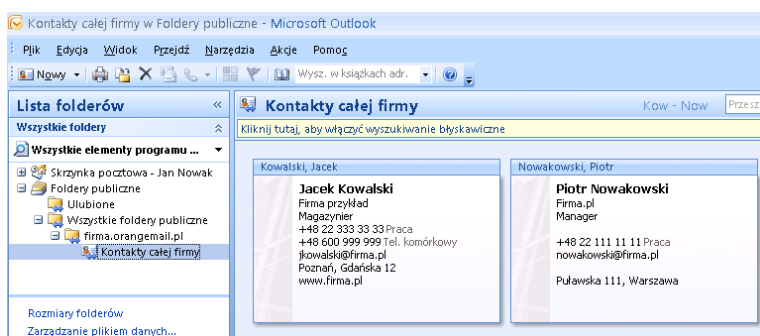 Kontakty całej firmy w Foldery publiczne - Microsoft Outlook
Plik Edycja Widok Przejdź Narzędzia Akcje Pomoc
Nowy Wysz. w książkach adr.
Lista folderów «
Kontakty całej firmy Kow - Now Przesz
Wszystkie foldery
Kliknij tutaj, aby włączyć wyszukiwanie błyskawiczne
Wszystkie elementy programu ...
Skrzynka pocztowa - Jan Nowak
Foldery publiczne
Ulubione
Wszystkie foldery publiczne
firma.orangemail.pl
Kontakty całej firmy
Rozmiary folderów
Zarządzanie plikiem danych...
Kowalski, Jacek
Jacek Kowalski
Firma przykład
Magazynier
+48 22 333 33 33 Praca
+48 600 999 999 Tel. komórkowy
jkowalski@firma.pl
Poznań, Gdańska 12
www.firma.pl
Nowakowski, Piotr
Piotr Nowakowski
Firma.pl
Manager
+48 22 111 11 11 Praca
nowakowski@firma.pl
Puławska 111, Warszawa